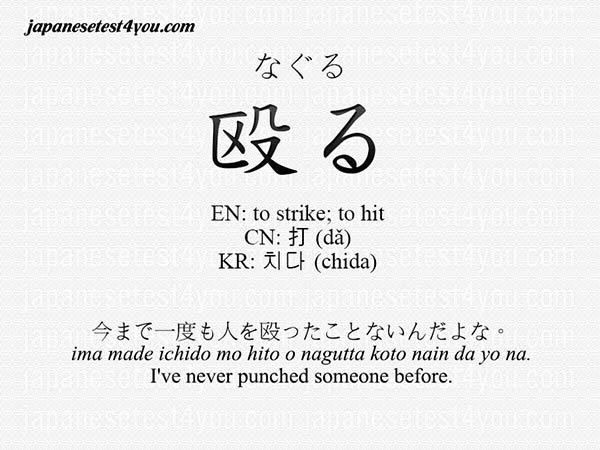 japanesetest4you.com
なぐる
殴る
EN: to strike; to hit
CN: 打 (dǎ)
KR: 치다 (chida)
今まで一度も人を殴ったことないんだよな。
ima made ichido mo hito o nagutta koto nain da yo na.
I've never punched someone before.